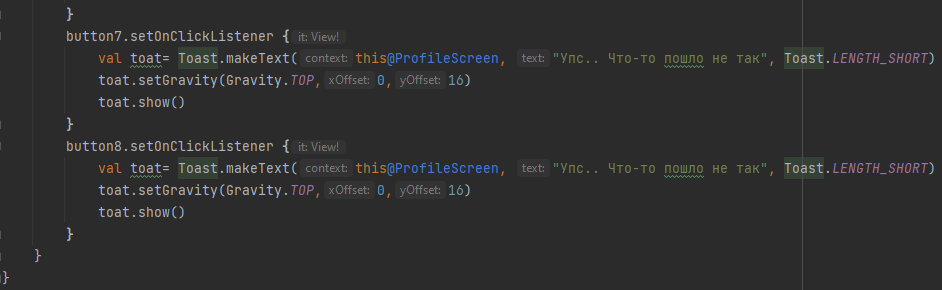 }
button7.setOnClickListener { it: View!
val toat= Toast.makeText( context: this@ProfileScreen, text: "Упс.. Что-то пошло не так", Toast.LENGTH_SHORT)
toat.setGravity(Gravity.TOP, xOffset: 0, yOffset: 16)
toat.show()
}
button8.setOnClickListener { it: View!
val toat= Toast.makeText( context: this@ProfileScreen, text: "Упс.. Что-то пошло не так", Toast.LENGTH_SHORT)
toat.setGravity(Gravity.TOP, xOffset: 0, yOffset: 16)
toat.show()
}
}
}